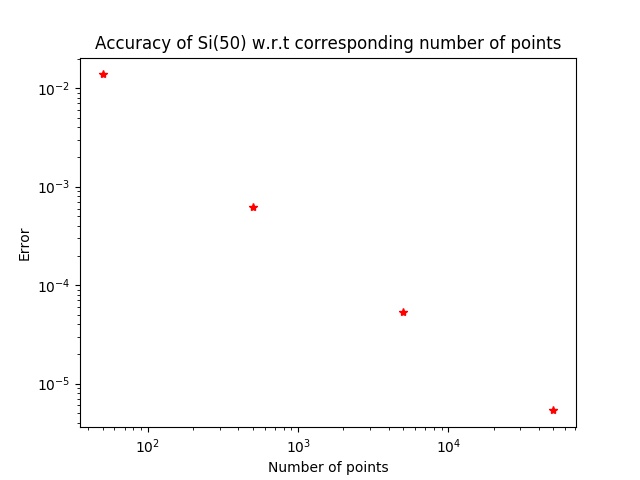 Accuracy of Si(50) w.r.t corresponding number of points
10⁻²
10⁻³
10⁻⁴
10⁻⁵
Error
10²
10³
10⁴
Number of points